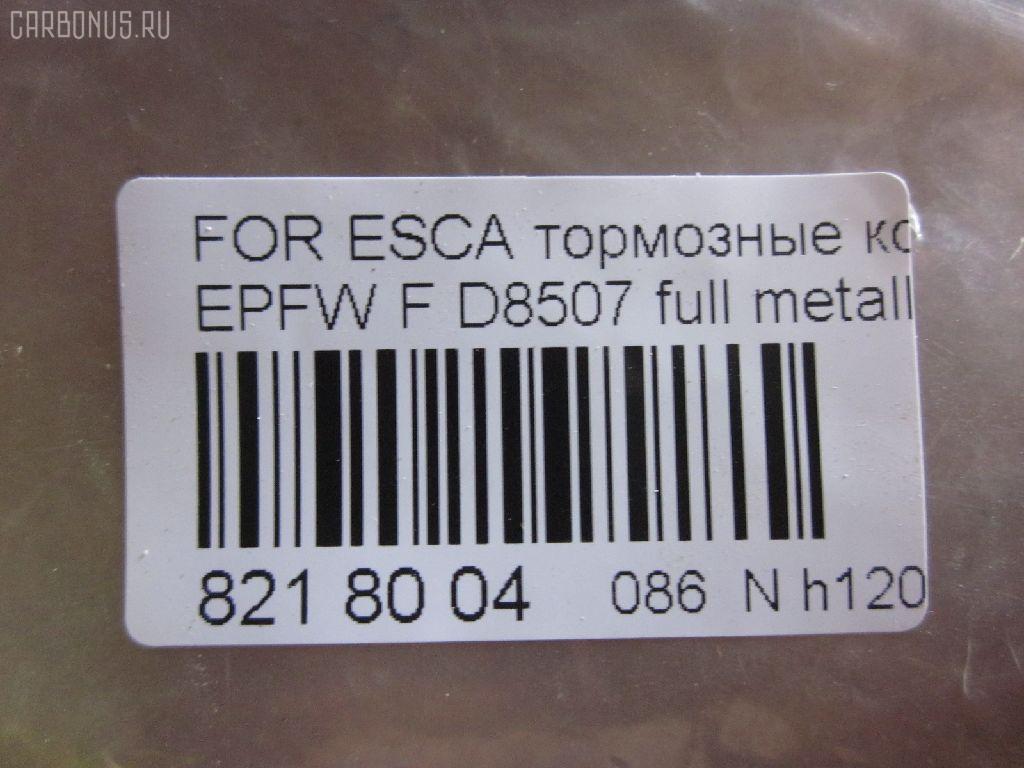 CARBONUS.RU
FOR ESCA тормозные ко
EPFW F D8507 full metall
821 80 04 086 N h120